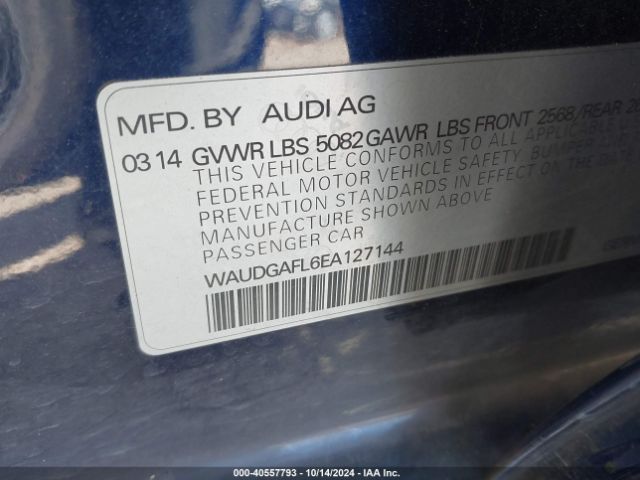 MFD. BY AUDI AG
03 14 GVWR LBS 5082 GAWR LBS FRONT 2568/REAR
THIS VEHICLE CONFORMS TO ALL APPLICABLE
FEDERAL MOTOR VEHICLE SAFETY, BUMPER
PREVENTION STANDARDS IN EFFECT ON THE
MANUFACTURE SHOWN ABOVE
PASSENGER CAR
WAUDGAFL6EA127144
000-40557793 - 10/14/2024 - IAA Inc.